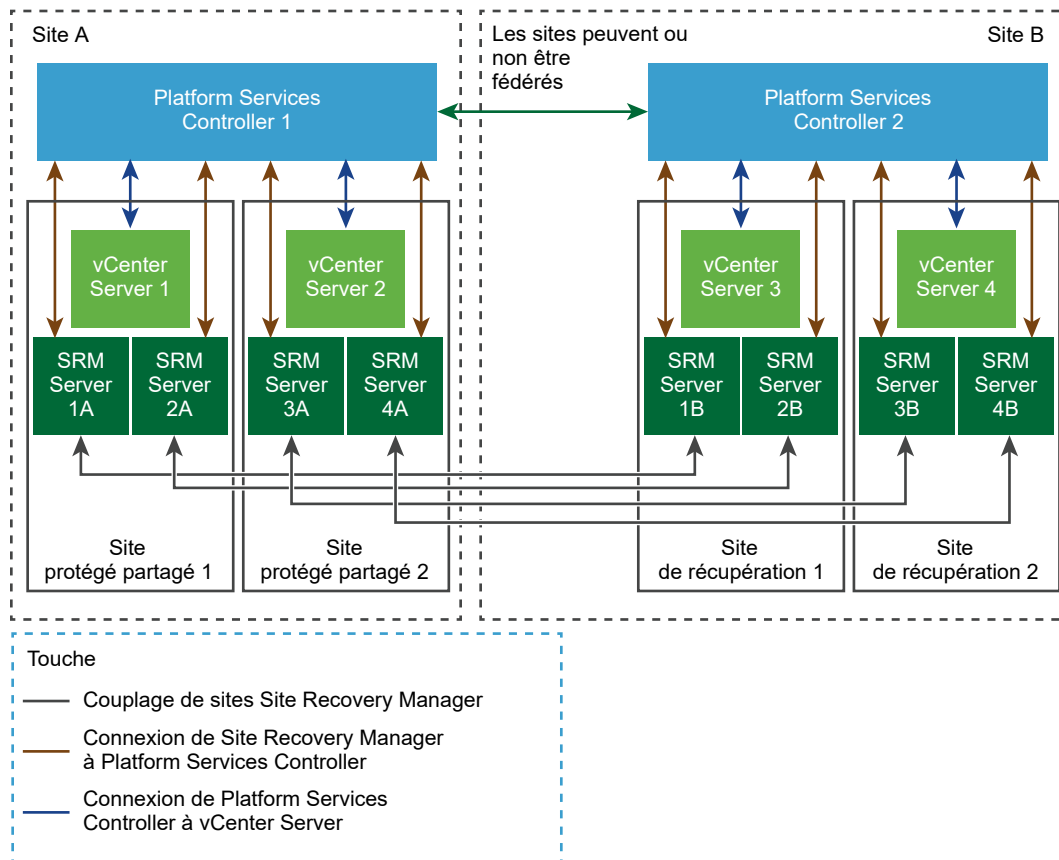 Site A
Les sites peuvent ou
non être
fédérés
Site B
Platform Services
Controller 1
Platform Services
Controller 2
vCenter
Server 1
vCenter
Server 2
vCenter
Server 3
vCenter
Server 4
SRM
Server
1A
SRM
Server
2A
SRM
Server
3A
SRM
Server
4A
SRM
Server
1B
SRM
Server
2B
SRM
Server
3B
SRM
Server
4B
Site
protégé partagé 1
Site
protégé partagé 2
Site
de récupération 1
Site
de récupération 2
Touche
Couplage de sites Site Recovery Manager
Connexion de Site Recovery Manager
à Platform Services Controller
Connexion de Platform Services
Controller à vCenter Server